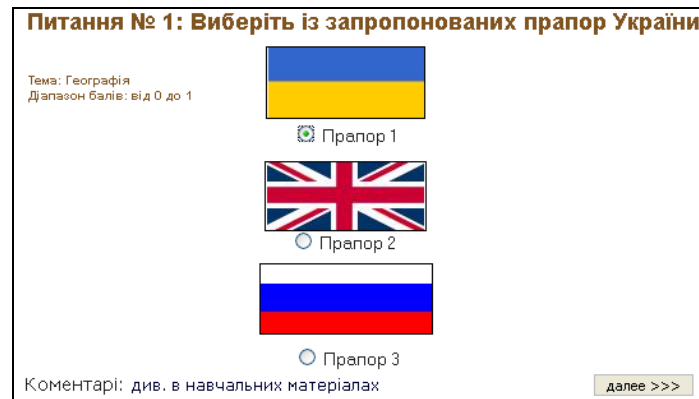 Питання № 1: Виберіть із запропонованих прапор України
Тема: Географія
Діапазон балів: від 0 до 1
Прапор 1
Прапор 2
Прапор 3
Коментарі: див. в навчальних матеріалах
далее >>>